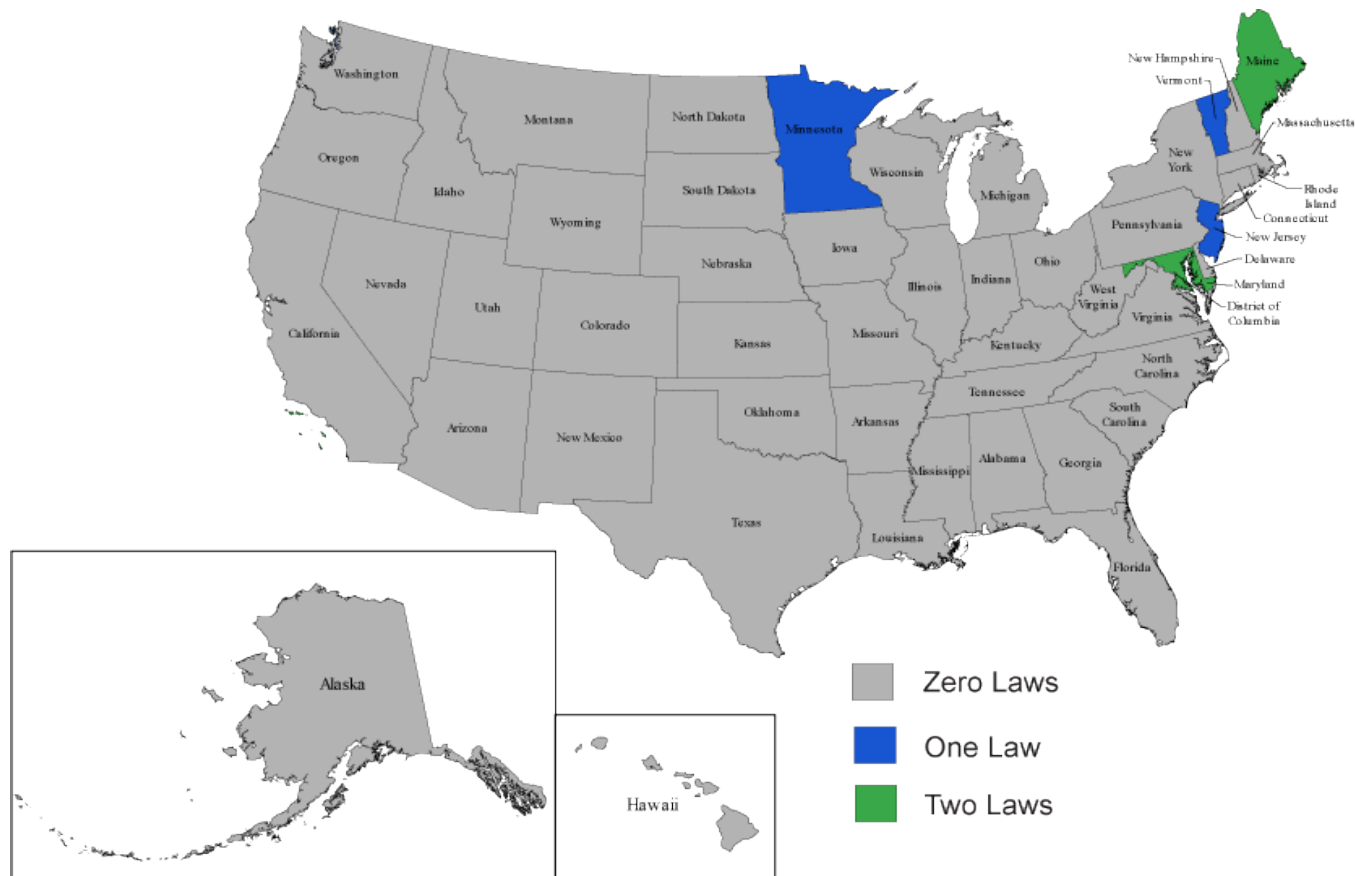 Washington
Montana
North Dakota
Minnesota
New Hampshire
Vermont
Maine
Massachusetts
Oregon
Idaho
Wyoming
South Dakota
Wisconsin
Michigan
New
York
Rhode
Island
Connecticut
Pennsylvania
New Jersey
Delaware
Maryland
District of
Columbia
Nevada
Utah
Nebraska
Iowa
Illinois
Indiana
Ohio
West
Virginia
Virginia
California
Colorado
Kansas
Missouri
Kentucky
North
Carolina
Tennessee
South
Carolina
Arizona
New Mexico
Oklahoma
Arkansas
Mississippi
Alabama
Georgia
Texas
Louisiana
Florida
Alaska
Hawaii
Zero Laws
One Law
Two Laws